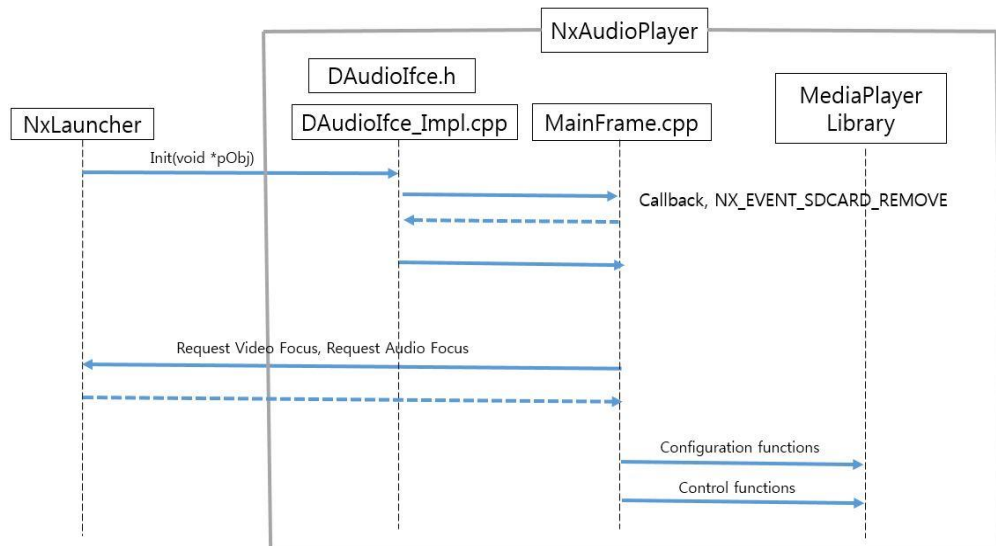 NxAudioPlayer
DAudioIfce.h
MediaPlayer
Library
NxLauncher
DAudioIfce_Impl.cpp
MainFrame.cpp
Init(void *pObj)
Callback, NX_EVENT_SDCARD_REMOVE
Request Video Focus, Request Audio Focus
Configuration functions
Control functions